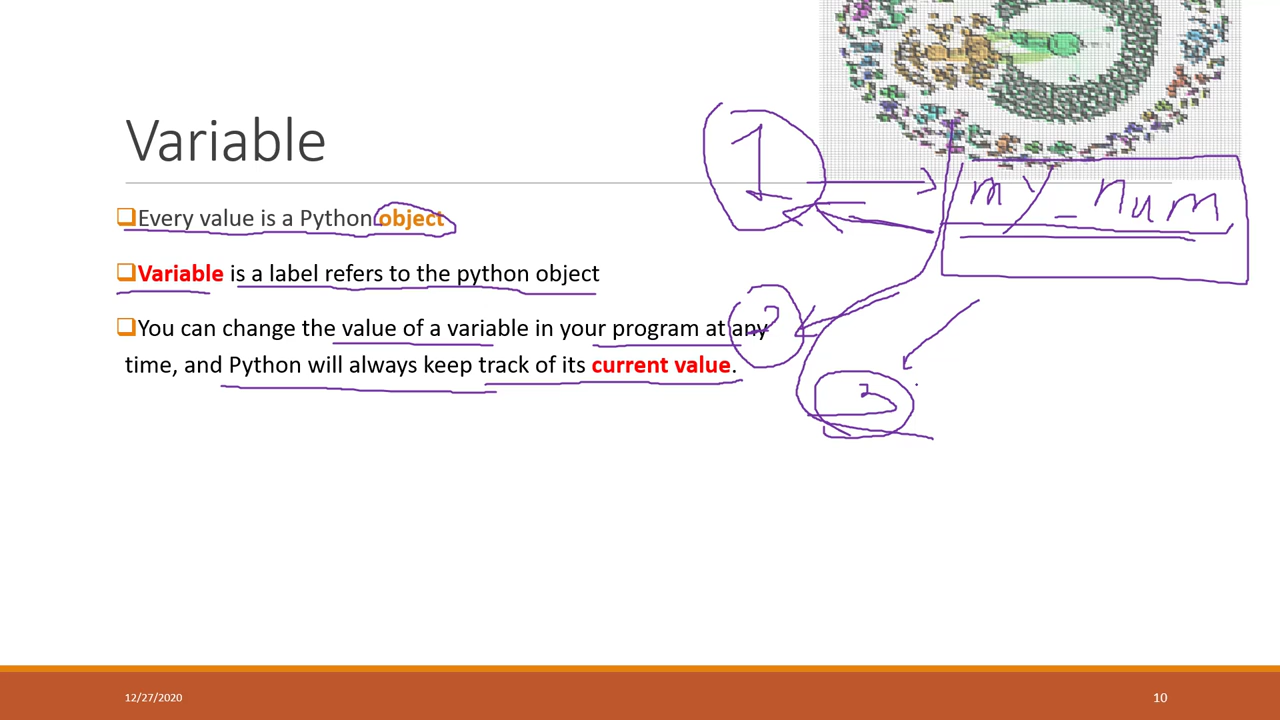 Variable
1
my_num
Every value is a Python object
Variable is a label refers to the python object
You can change the value of a variable in your program at any
2
time, and Python will always keep track of its current value.
3
12/27/2020
10